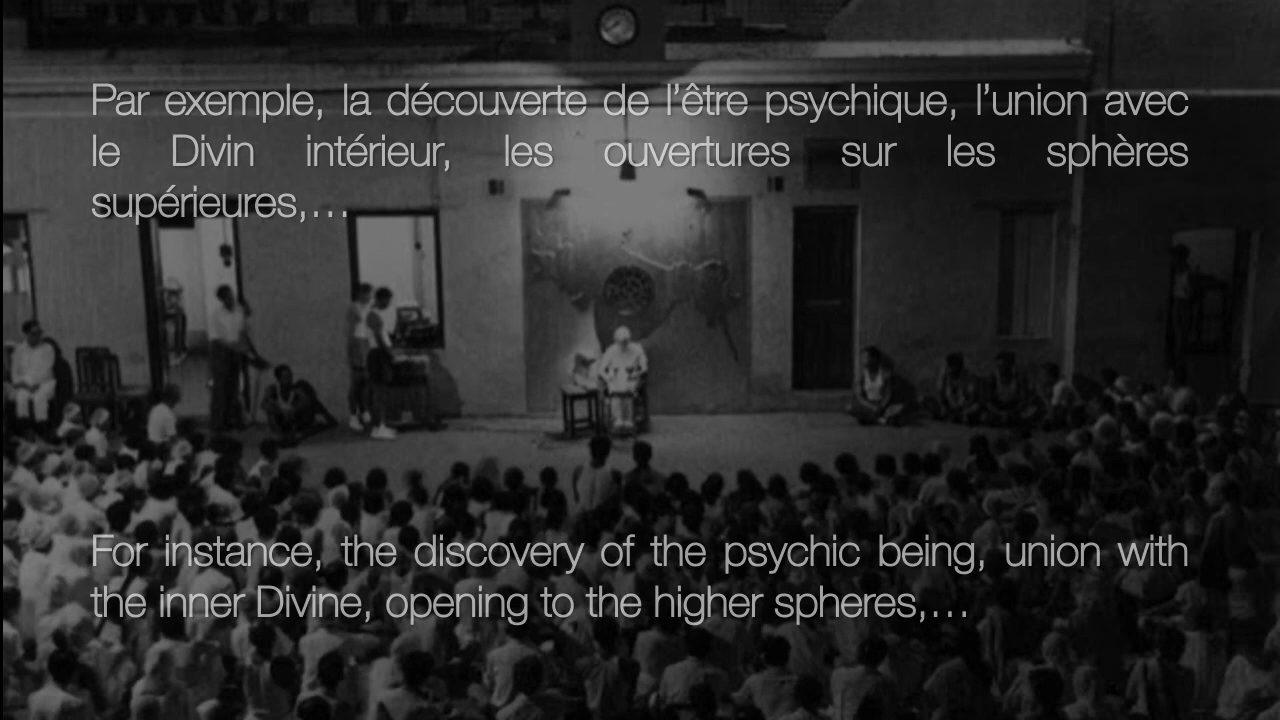 Par exemple, la découverte de l’être psychique, l’union avec
le Divin intérieur, les ouvertures sur les sphères
supérieures,…
For instance, the discovery of the psychic being, union with
the inner Divine, opening to the higher spheres,…